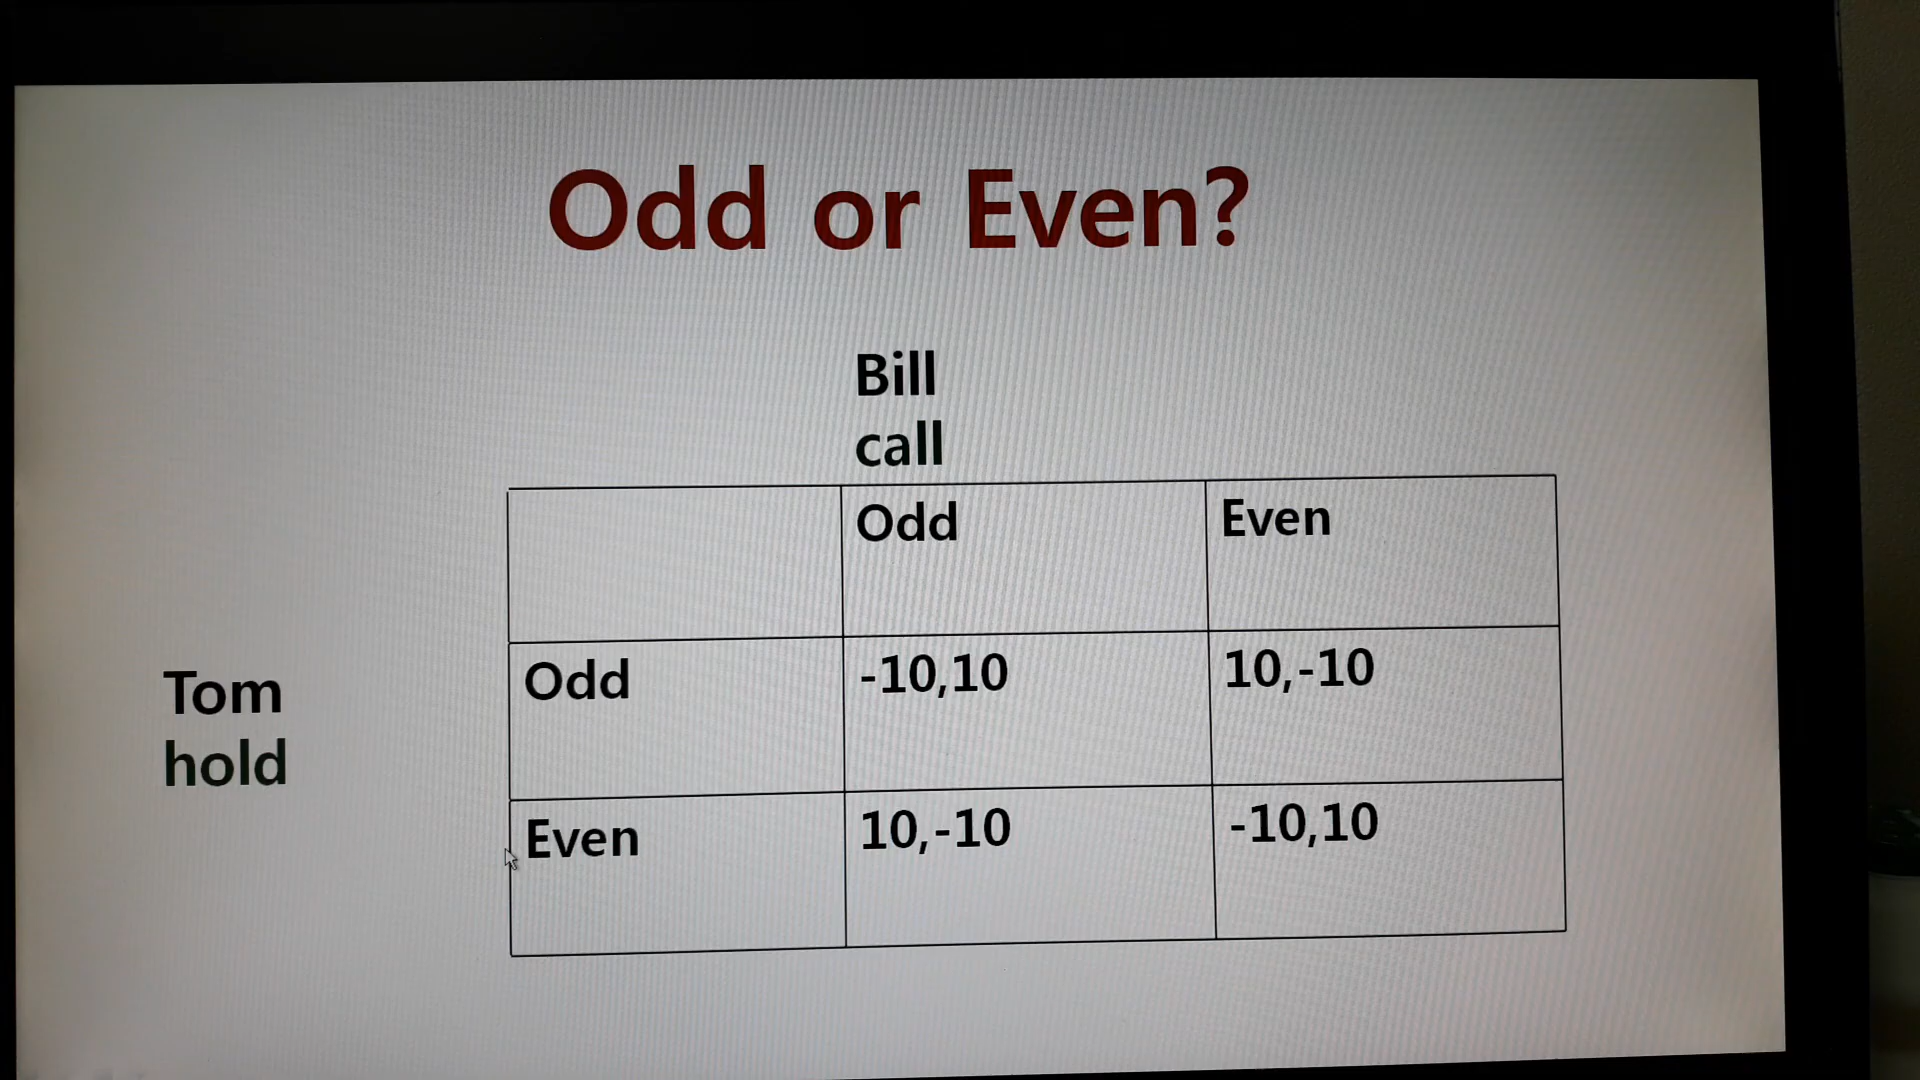 Odd or Even?
Bill
call
Odd Even
Tom
hold
Odd -10,10 10,-10
Even 10,-10 -10,10